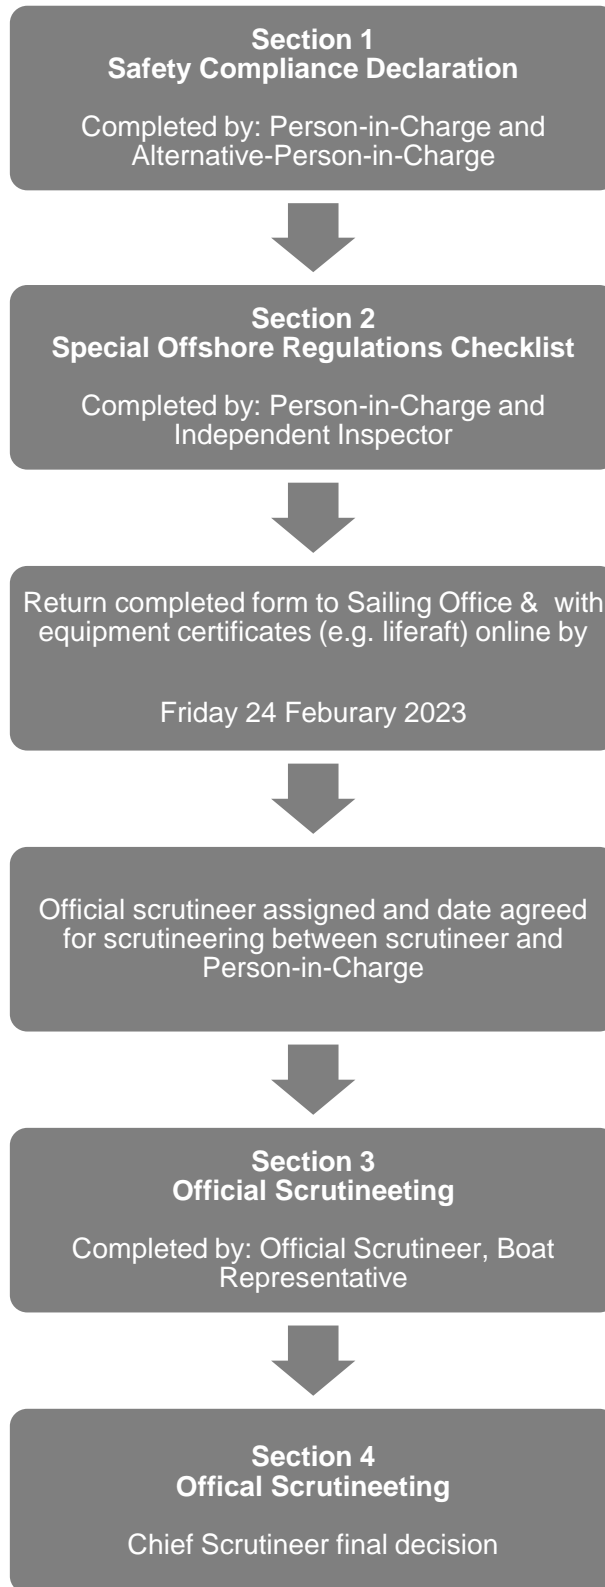 Section 1
Safety Compliance Declaration
Completed by: Person-in-Charge and
Alternative-Person-in-Charge
Section 2
Special Offshore Regulations Checklist
Completed by: Person-in-Charge and
Independent Inspector
Return completed form to Sailing Office & with
equipment certificates (e.g. liferaft) online by
Friday 24 Feburary 2023
Official scrutineer assigned and date agreed
for scrutineering between scrutineer and
Person-in-Charge
Section 3
Official Scrutineeting
Completed by: Official Scrutineer, Boat
Representative
Section 4
Offical Scrutineeting
Chief Scrutineer final decision